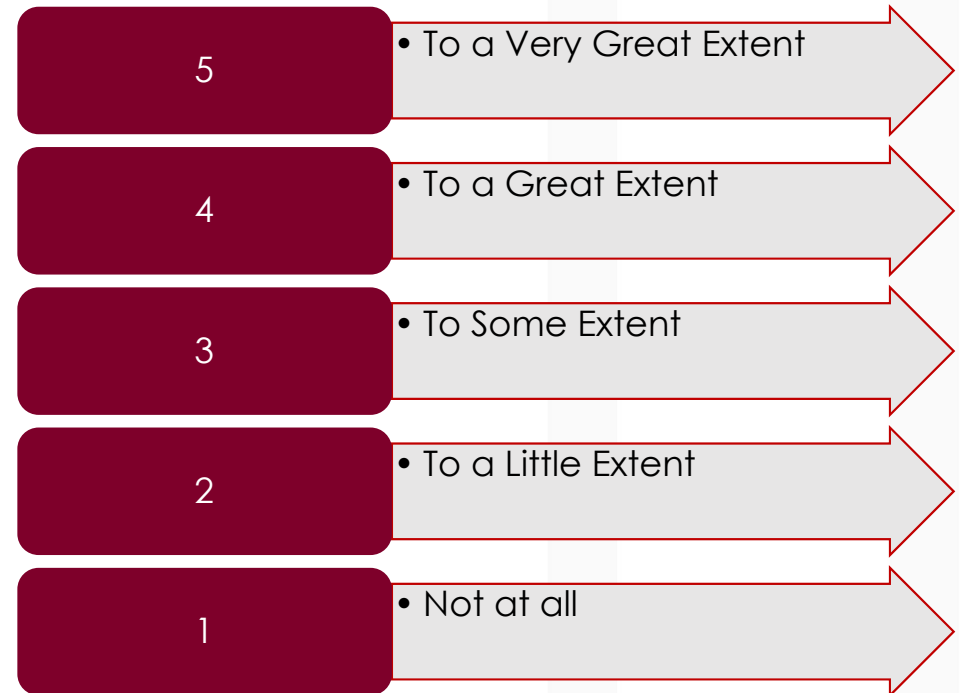 5
• To a Very Great Extent
4
• To a Great Extent
3
• To Some Extent
2
• To a Little Extent
1
• Not at all